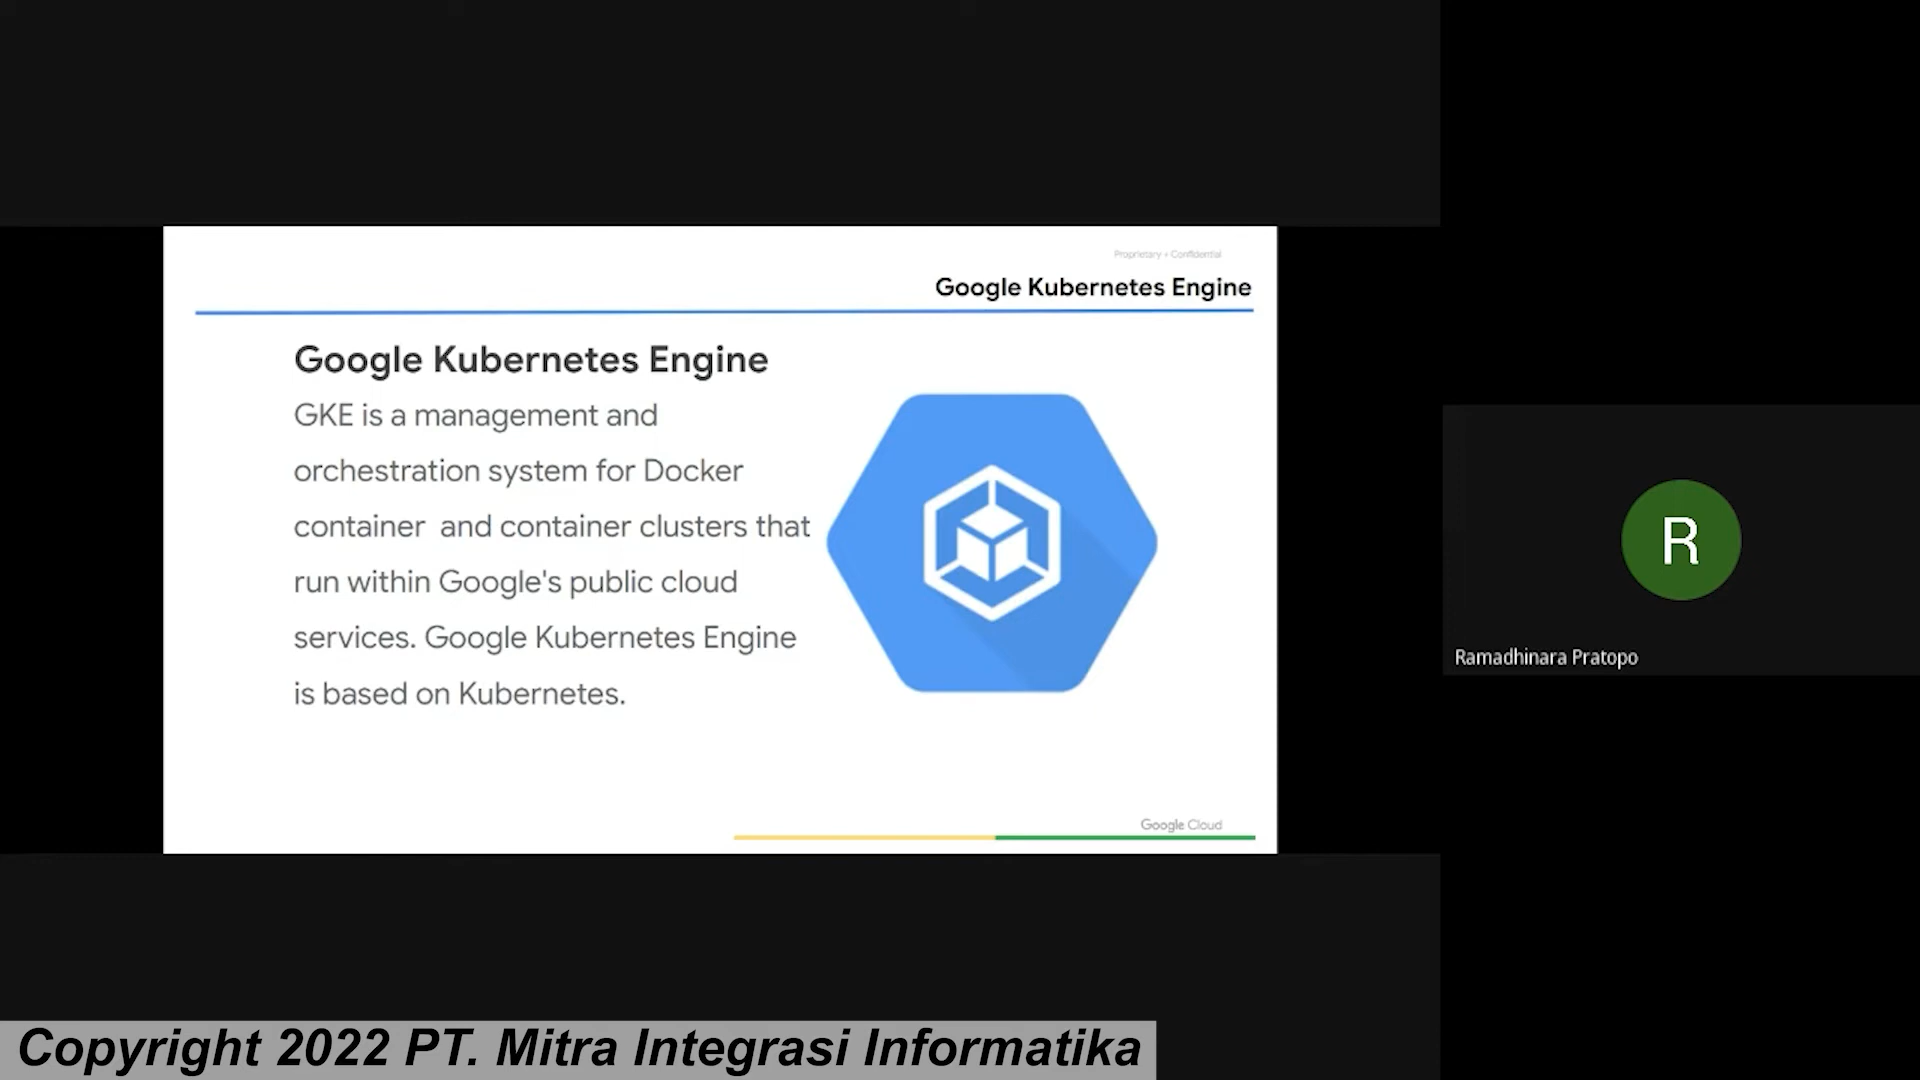 Proprietary + Confidential
Google Kubernetes Engine
Google Kubernetes Engine
GKE is a management and
orchestration system for Docker
container  and container clusters that
run within Google's public cloud
services. Google Kubernetes Engine
is based on Kubernetes.
Google Cloud
R
Ramadhinara Pratopo
Copyright 2022 PT. Mitra Integrasi Informatika